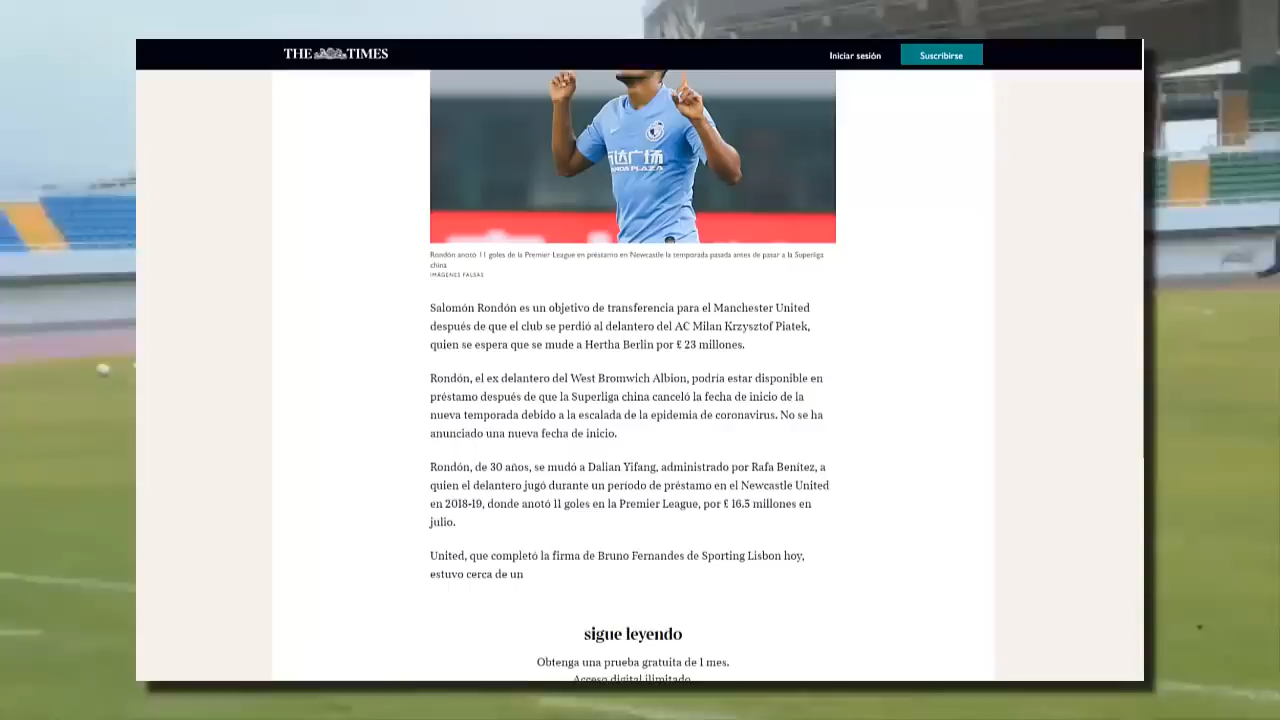 THE TIMES
Iniciar sesión
Suscribirse
达广场
Rondón anotó 11 goles de la Premier League en préstamo en Newcastle la temporada pasada antes de pasar a la Superliga
china
IMÁGENES FALSAS
Salomón Rondón es un objetivo de transferencia para el Manchester United
después de que el club se perdió al delantero del AC Milan Krzysztof Piatek,
quien se espera que se mude a Hertha Berlin por £ 23 millones.
Rondón, el ex delantero del West Bromwich Albion, podría estar disponible en
préstamo después de que la Superliga china canceló la fecha de inicio de la
nueva temporada debido a la escalada de la epidemia de coronavirus. No se ha
anunciado una nueva fecha de inicio.
Rondón, de 30 años, se mudó a Dalian Yifang, administrado por Rafa Benítez, a
quien el delantero jugó durante un período de préstamo en el Newcastle United
en 2018-19, donde anotó 11 goles en la Premier League, por £ 16.5 millones en
julio.
United, que completó la firma de Bruno Fernandes de Sporting Lisbon hoy,
estuvo cerca de un
sigue leyendo
Obtenga una prueba gratuita de 1 mes.
Acceso digital ilimitado